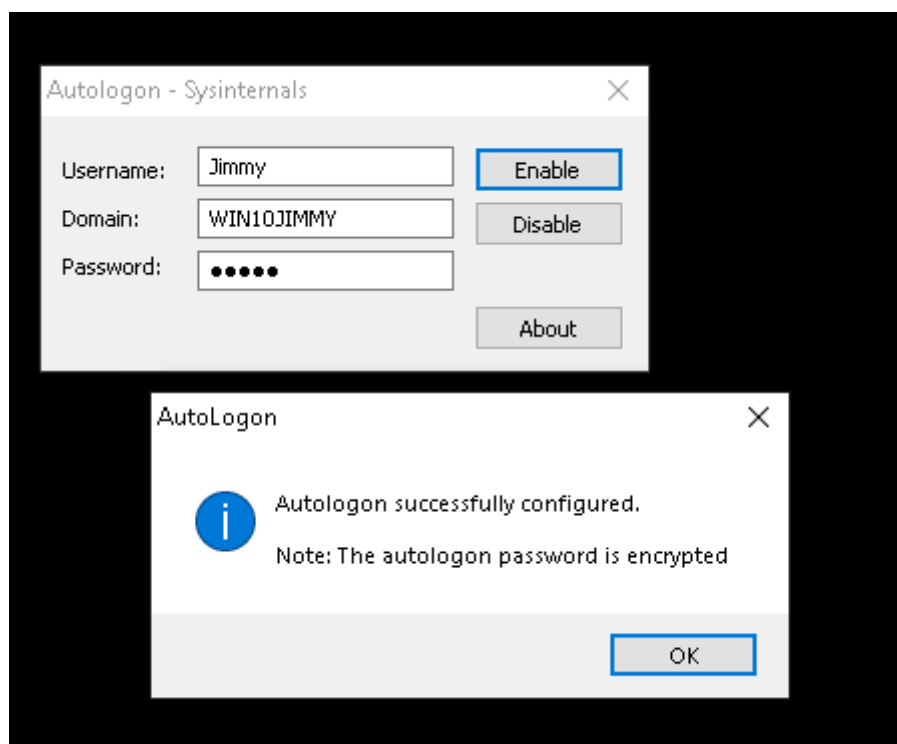 Autologon - Sysinternals
Username: Jimmy Enable
Domain: WIN10JIMMY Disable
Password: ●●●●●
About
AutoLogon
Autologon successfully configured.
Note: The autologon password is encrypted
OK